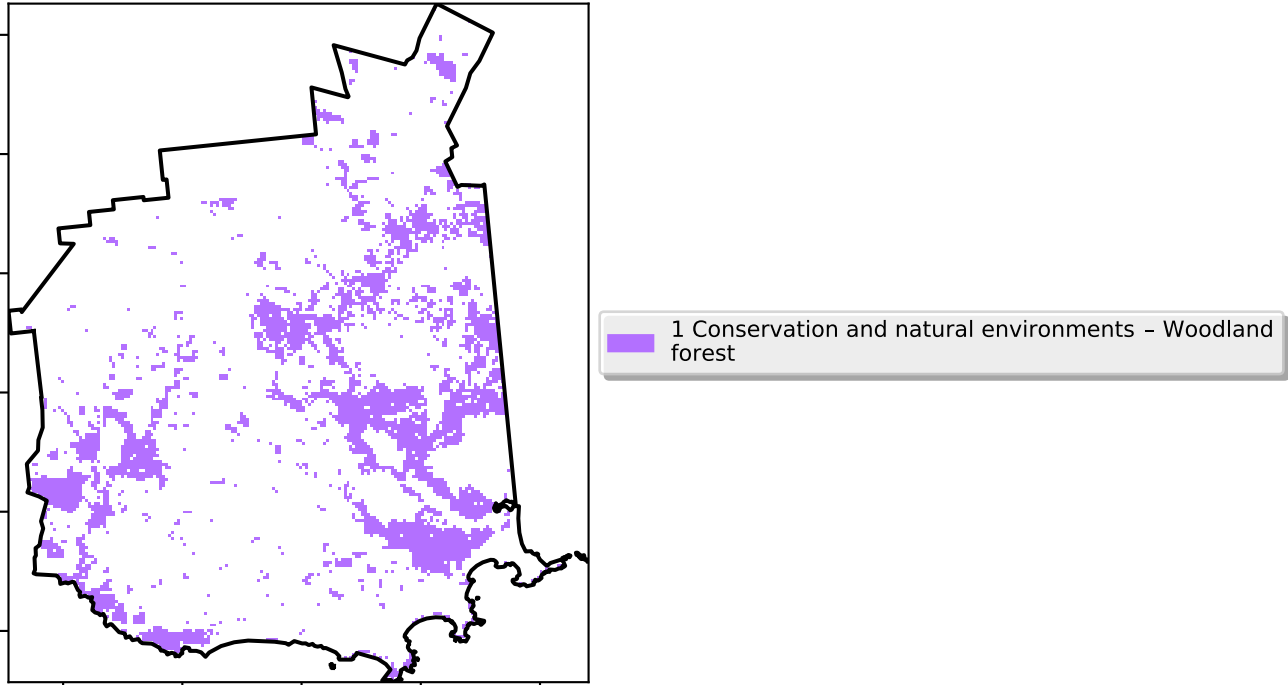 1 Conservation and natural environments – Woodland
forest